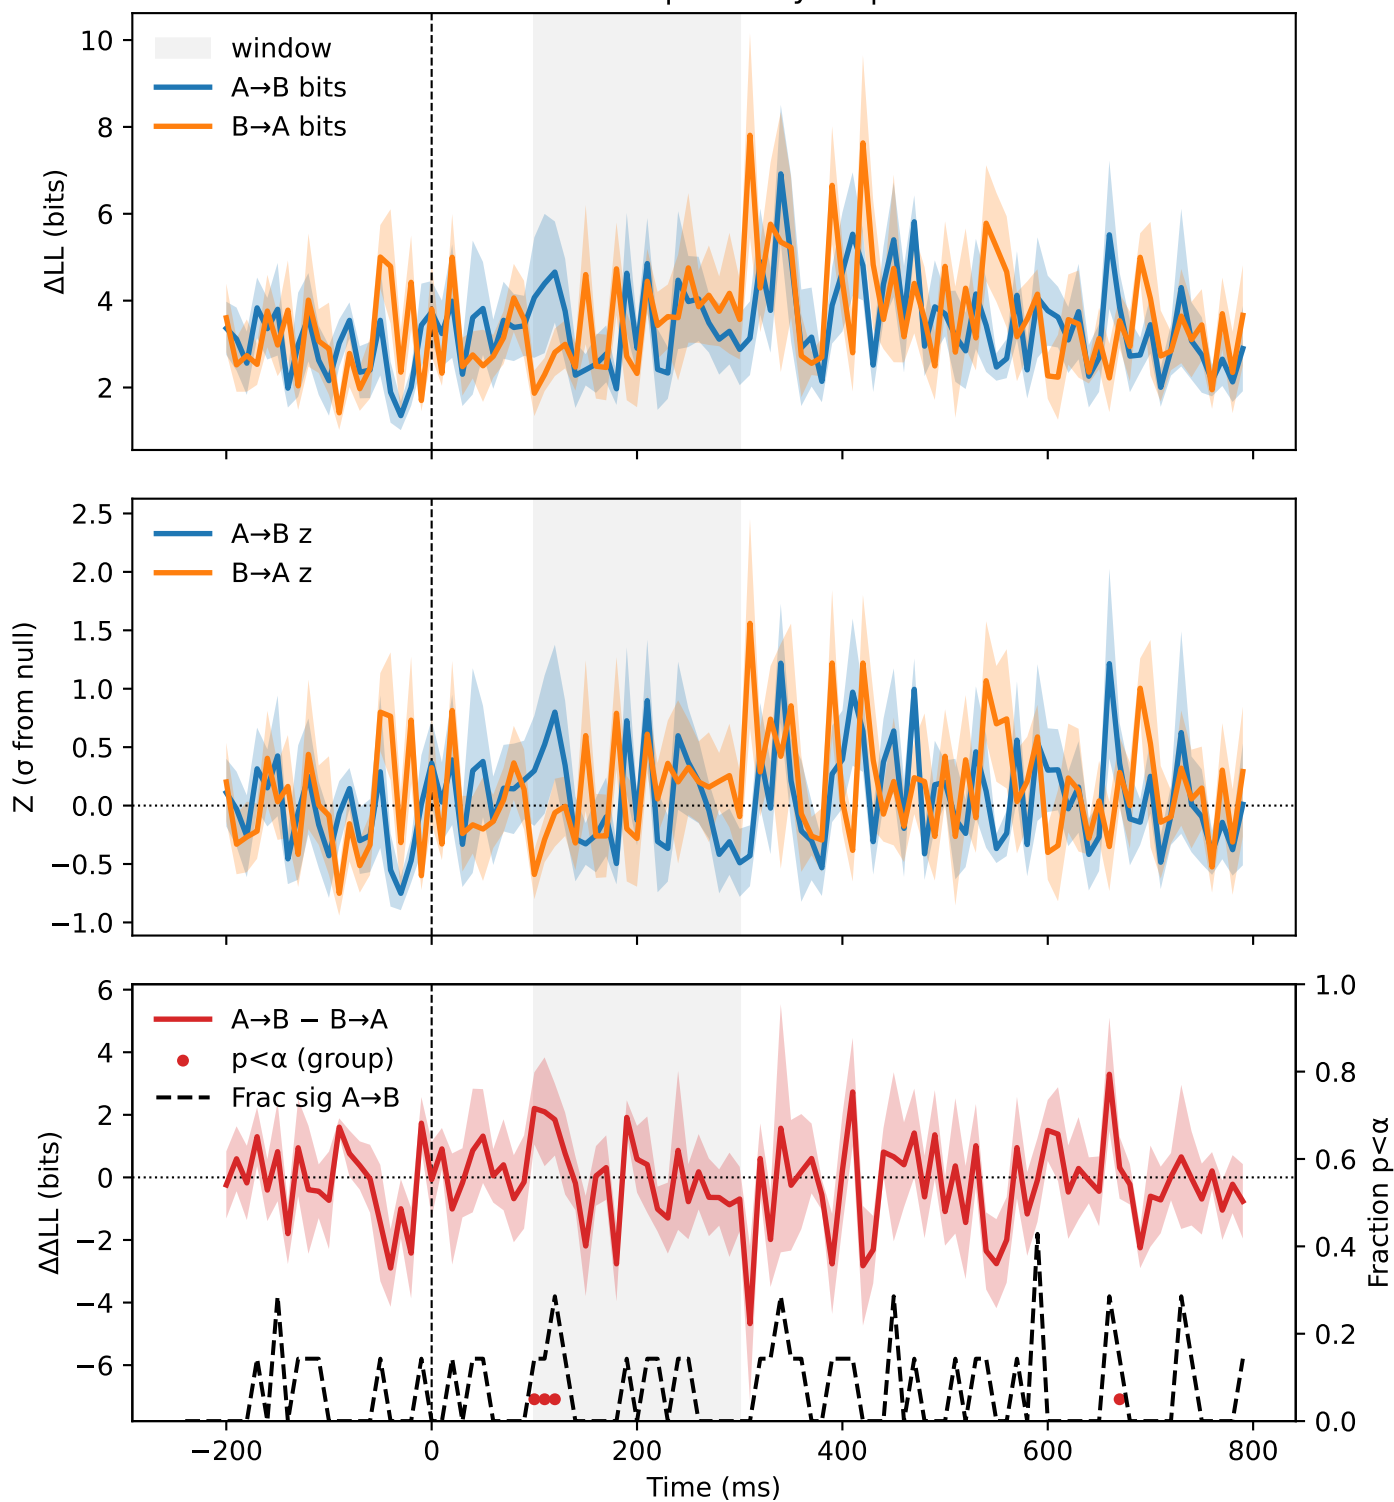 10
8
6
4
2
ΔLL (bits)
window
A→B bits
B→A bits
2.5
2.0
1.5
1.0
0.5
0.0
−0.5
−1.0
Z (σ from null)
A→B z
B→A z
6
4
2
0
−2
−4
−6
ΔΔLL (bits)
A→B − B→A
p<α (group)
Frac sig A→B
1.0
0.8
0.6
0.4
0.2
0.0
Fraction p<α
−200
0
200
400
600
800
Time (ms)